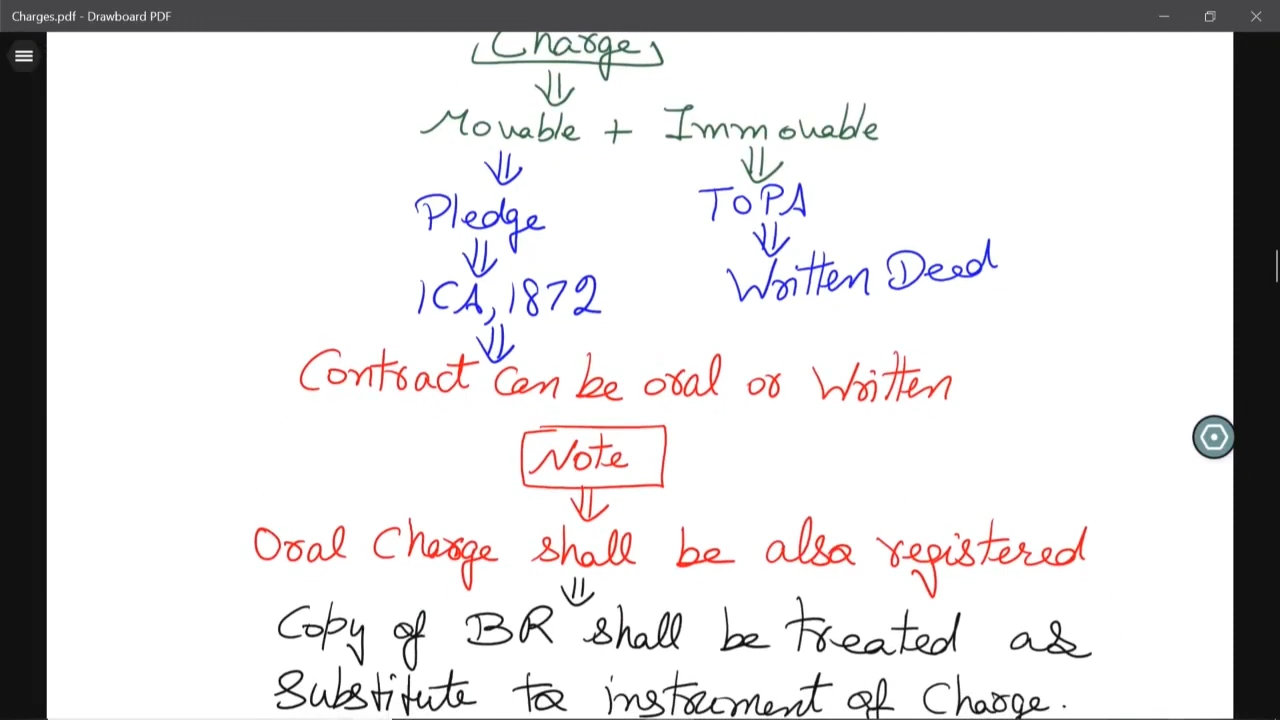 Charges.pdf - Drawboard PDF
Charge
Movable + Immovable
Pledge ToPA
ICA, 1872 Written Deed
Contract can be oral or Written
Note
Oral Charge shall be also registered
Copy of BR shall be treated as
Substitute to instrument of Charge.